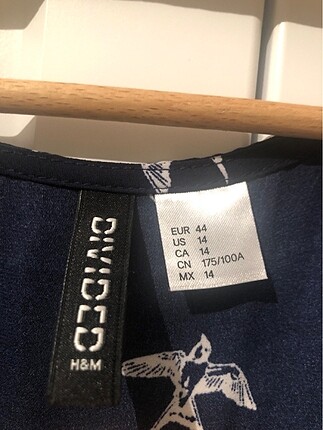 DIVIDED
H&M
EUR 44
US 14
CA 14
CN 175/100A
MX 14